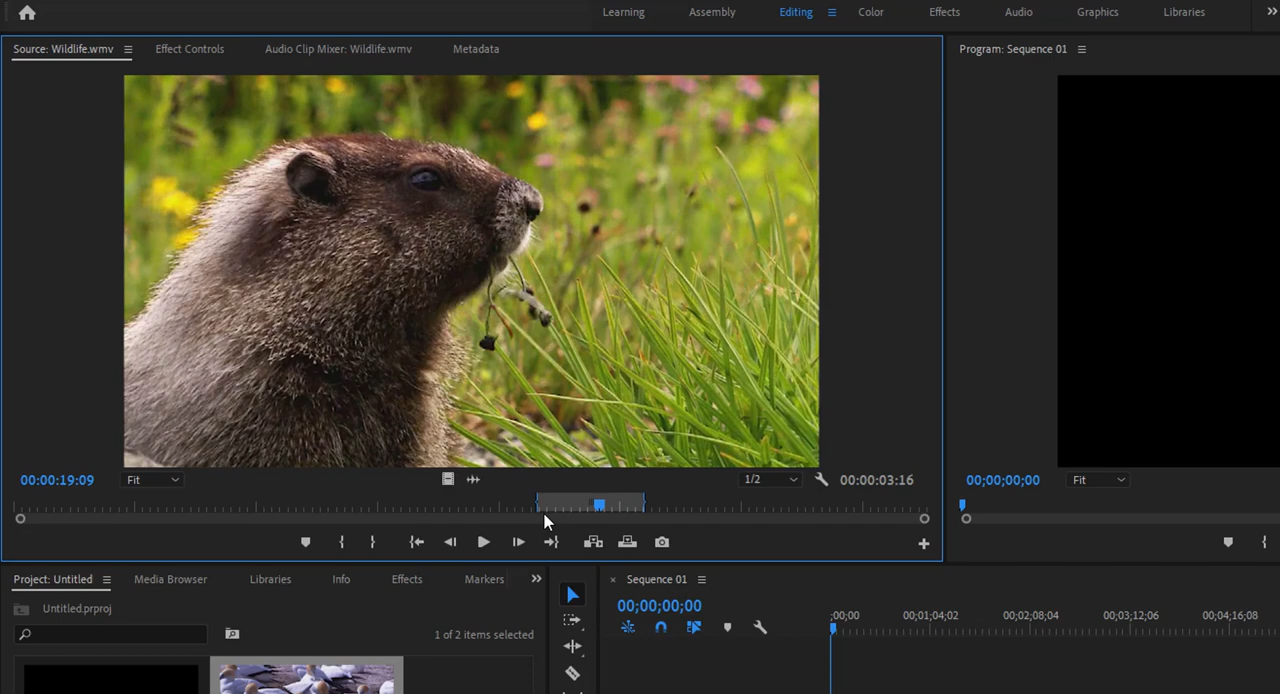 Learning Assembly Editing Color Effects Audio Graphics Libraries
Source: Wildlife.wmv Effect Controls Audio Clip Mixer: Wildlife.wmv Metadata Program: Sequence 01
00:00:19:09 Fit 1/2 00:00:03:16 00;00;00;00 Fit
Project: Untitled Media Browser Libraries Info Effects Markers Sequence 01
Untitled.prproj
00;00;00;00
;00;00 00;01;04;02 00;02;08;04 00;03;12;06 00;04;16;08
1 of 2 items selected